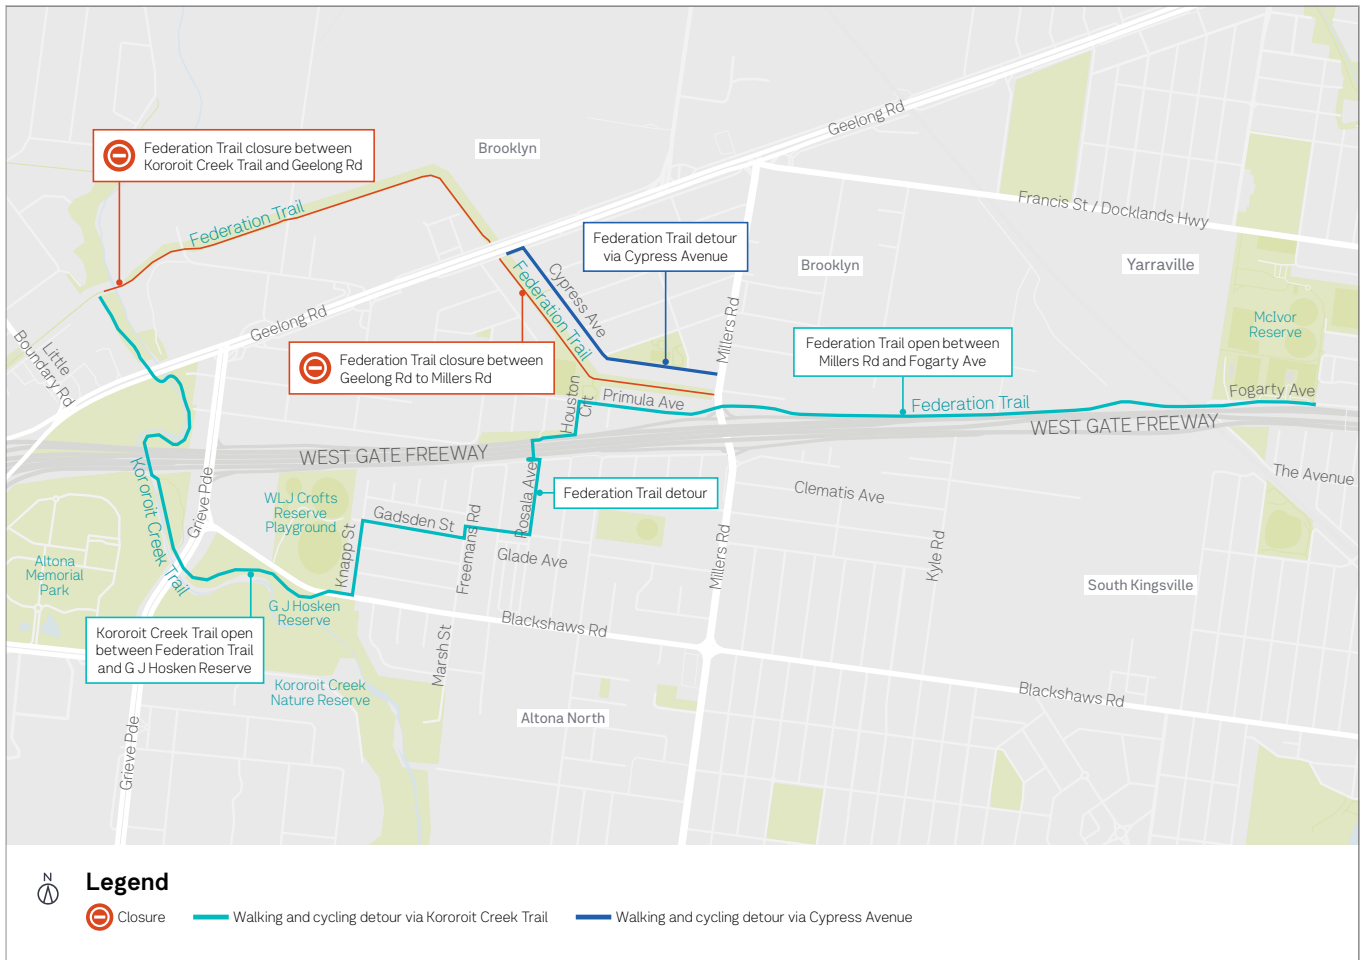 Geelong Rd
Federation Trail closure between
Kororoit Creek Trail and Geelong Rd
Brooklyn
Federation Trail
Francis St / Docklands Hwy
Federation Trail detour
via Cypress Avenue
Brooklyn
Yarraville
Cypress Ave
Federation Trail
McIvor
Reserve
Geelong Rd
Millers Rd
Little
Boundary Rd
Federation Trail closure between
Geelong Rd to Millers Rd
Federation Trail open between
Millers Rd and Fogarty Ave
Houston
Crt
Primula Ave
Federation Trail
Fogarty Ave
WEST GATE FREEWAY
WEST GATE FREEWAY
Kororoit Creek Trail
Grieve Pde
WLJ Crofts
Reserve
Playground
Rosala Ave
Federation Trail detour
Clematis Ave
The Avenue
Gadsden St
Knapp St
Freemans Rd
Glade Ave
Millers Rd
Kyle Rd
Altona
Memorial
Park
South Kingsville
G J Hosken
Reserve
Blackshaws Rd
Kororoit Creek Trail open
between Federation Trail
and G J Hosken Reserve
Marsh St
Kororoit Creek
Nature Reserve
Blackshaws Rd
Altona North
Grieve Pde
N
Legend
Closure
Walking and cycling detour via Kororoit Creek Trail
Walking and cycling detour via Cypress Avenue